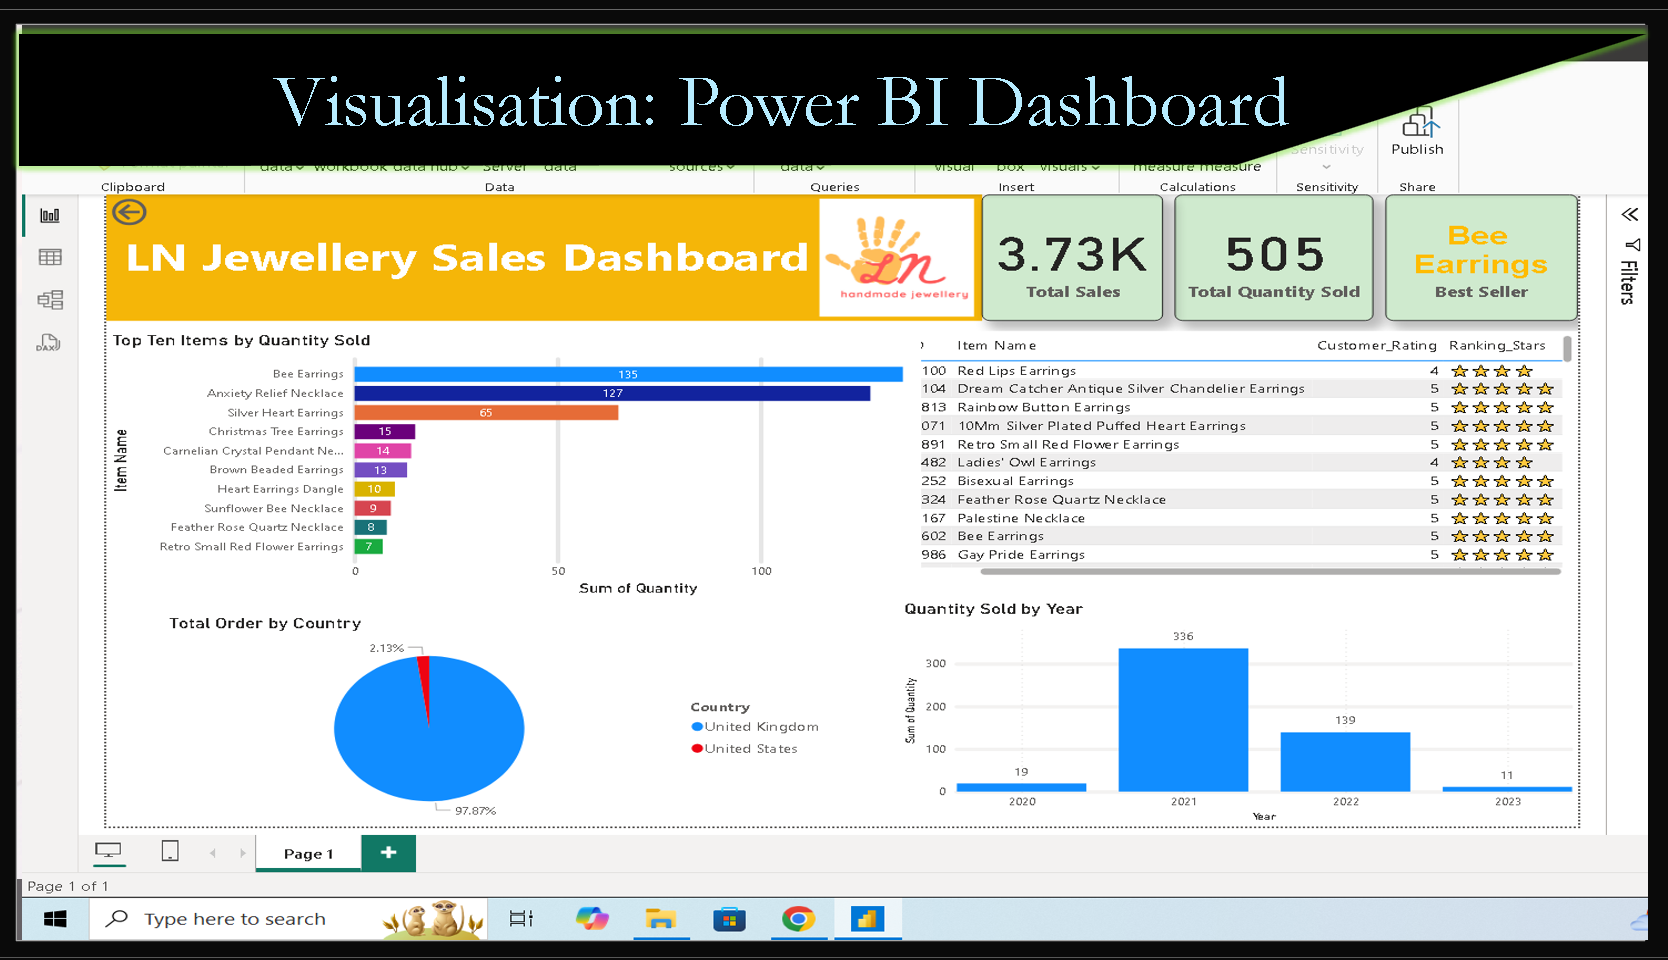 Visualisation: Power BI Dashboard
Sensitivity
Publish
data workbook data hub Server data sources data visual box visuals measure measure
Clipboard Data Queries Insert Calculations Sensitivity Share
LN Jewellery Sales Dashboard
LN
handmade jewellery
3.73K
Total Sales
505
Total Quantity Sold
Bee
Earrings
Best Seller
Filters
Top Ten Items by Quantity Sold
Item Name
Bee Earrings 135
Anxiety Relief Necklace 127
Silver Heart Earrings 65
Christmas Tree Earrings 15
Carnelian Crystal Pendant Ne... 14
Brown Beaded Earrings 13
Heart Earrings Dangle 10
Sunflower Bee Necklace 9
Feather Rose Quartz Necklace 8
Retro Small Red Flower Earrings 7
0 50 100
Sum of Quantity
Item Name Customer_Rating Ranking_Stars
100 Red Lips Earrings 4
104 Dream Catcher Antique Silver Chandelier Earrings 5
813 Rainbow Button Earrings 5
071 10Mm Silver Plated Puffed Heart Earrings 5
891 Retro Small Red Flower Earrings 5
482 Ladies' Owl Earrings 4
252 Bisexual Earrings 5
324 Feather Rose Quartz Necklace 5
167 Palestine Necklace 5
602 Bee Earrings 5
986 Gay Pride Earrings 5
Total Order by Country
2.13%
97.87%
Country
United Kingdom
United States
Quantity Sold by Year
Sum of Quantity
300
200
100
0
19 336 139 11
2020 2021 2022 2023
Year
DAX
Page 1 +
Page 1 of 1
Type here to search